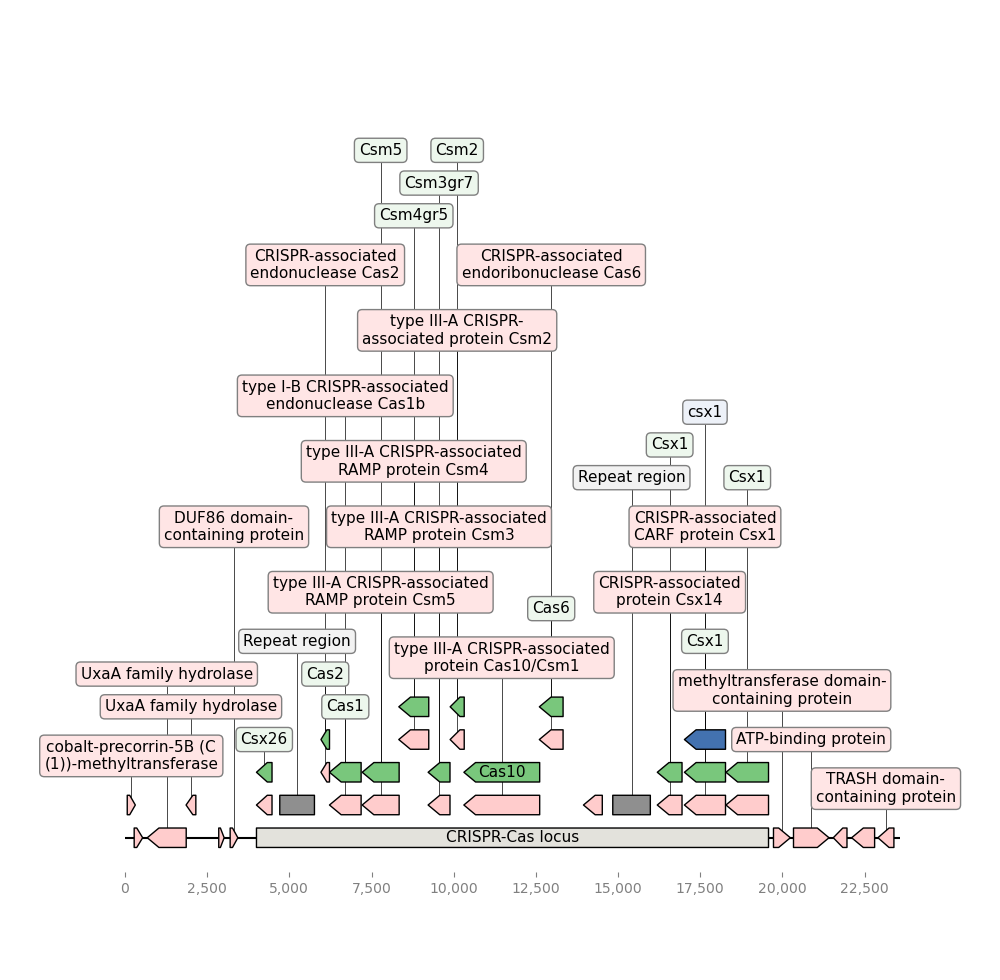 Csm5
Csm2
Csm3gr7
Csm4gr5
CRISPR-associated
endonuclease Cas2
CRISPR-associated
endoribonuclease Cas6
type III-A CRISPR-
associated protein Csm2
type I-B CRISPR-associated
endonuclease Cas1b
csx1
Csx1
type III-A CRISPR-associated
RAMP protein Csm4
Repeat region
Csx1
DUF86 domain-
containing protein
type III-A CRISPR-associated
RAMP protein Csm3
CRISPR-associated
CARF protein Csx1
type III-A CRISPR-associated
RAMP protein Csm5
CRISPR-associated
protein Csx14
Cas6
Repeat region
Csx1
type III-A CRISPR-associated
protein Cas10/Csm1
UxaA family hydrolase
Cas2
methyltransferase domain-
containing protein
UxaA family hydrolase
Cas1
cobalt-precorrin-5B (C
(1))-methyltransferase
Csx26
ATP-binding protein
Cas10
TRASH domain-
containing protein
CRISPR-Cas locus
0 2,500 5,000 7,500 10,000 12,500 15,000 17,500 20,000 22,500